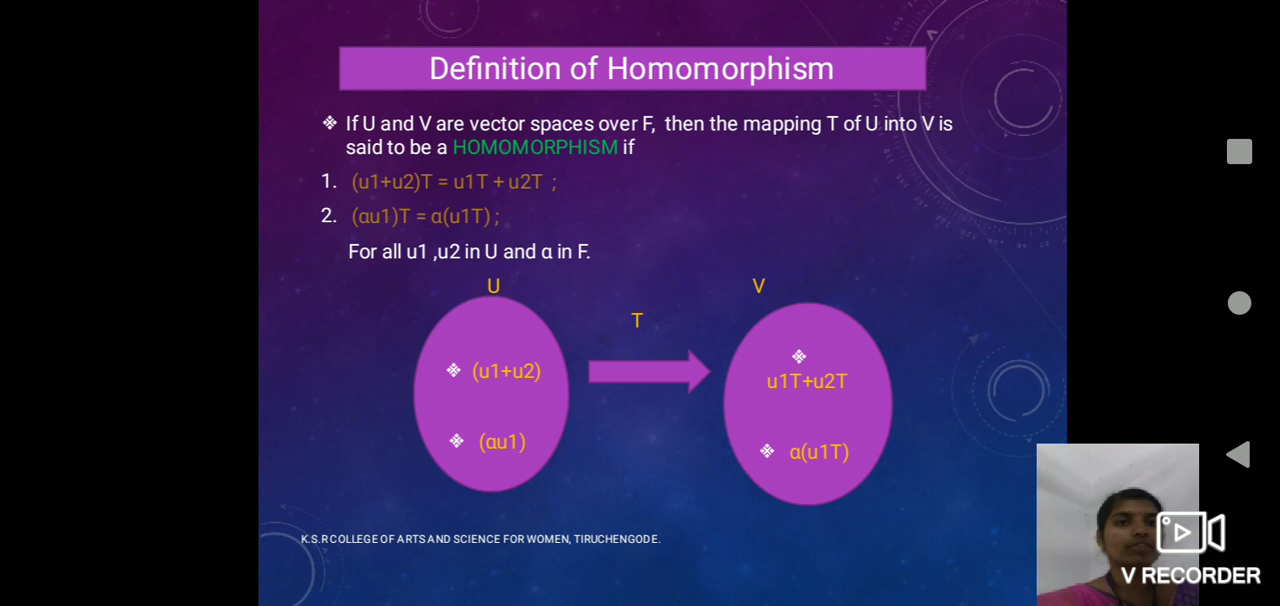 Definition of Homomorphism
❖ If U and V are vector spaces over F, then the mapping T of U into V is
said to be a HOMOMORPHISM if
1. (u1+u2)T = u1T + u2T ;
2. (αu1)T = α(u1T) ;
For all u1 ,u2 in U and α in F.
U
V
T
❖ (u1+u2)
❖
u1T+u2T
❖ (αu1)
❖ α(u1T)
K.S.R COLLEGE OF ARTS AND SCIENCE FOR WOMEN, TIRUCHENGODE.
V RECORDER